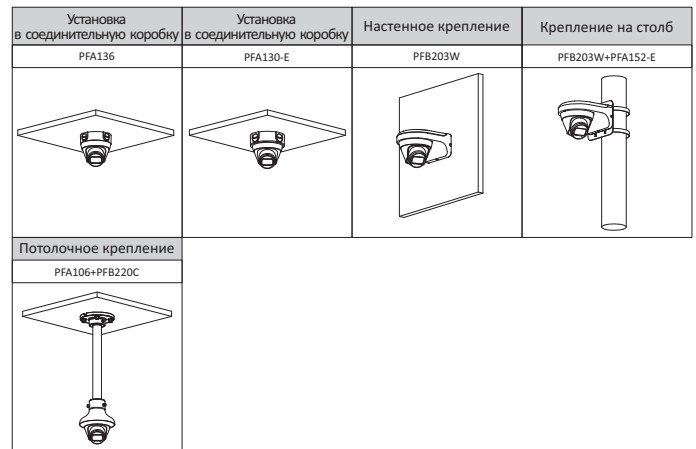 Установка
в соединительную коробку
Установка
в соединительную коробку
Настенное крепление
Крепление на столб
PFA136
PFA130-E
PFB203W
PFB203W+PFA152-E
Потолочное крепление
PFA106+PFB220C